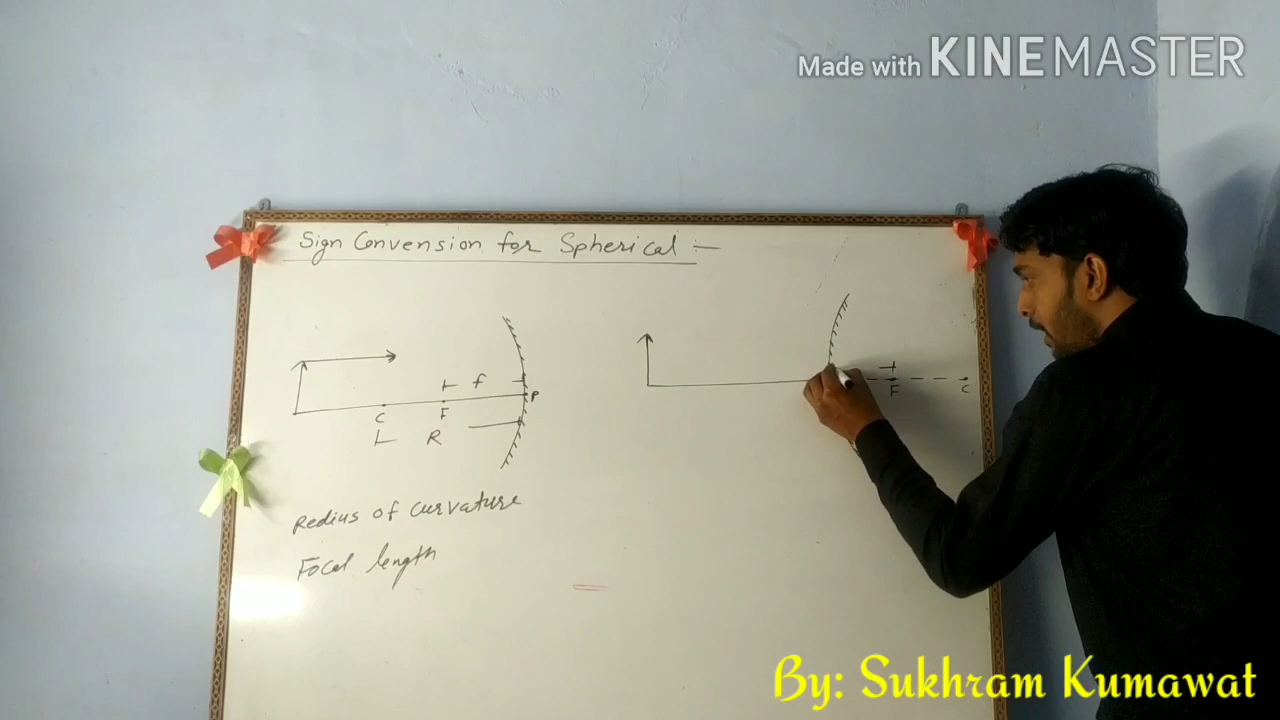 Made with KINEMASTER
Sign Convension for Spherical :—
f
P
C
F
R
F
C
Redius of curvature
Focal length
By: Sukhram Kumawat